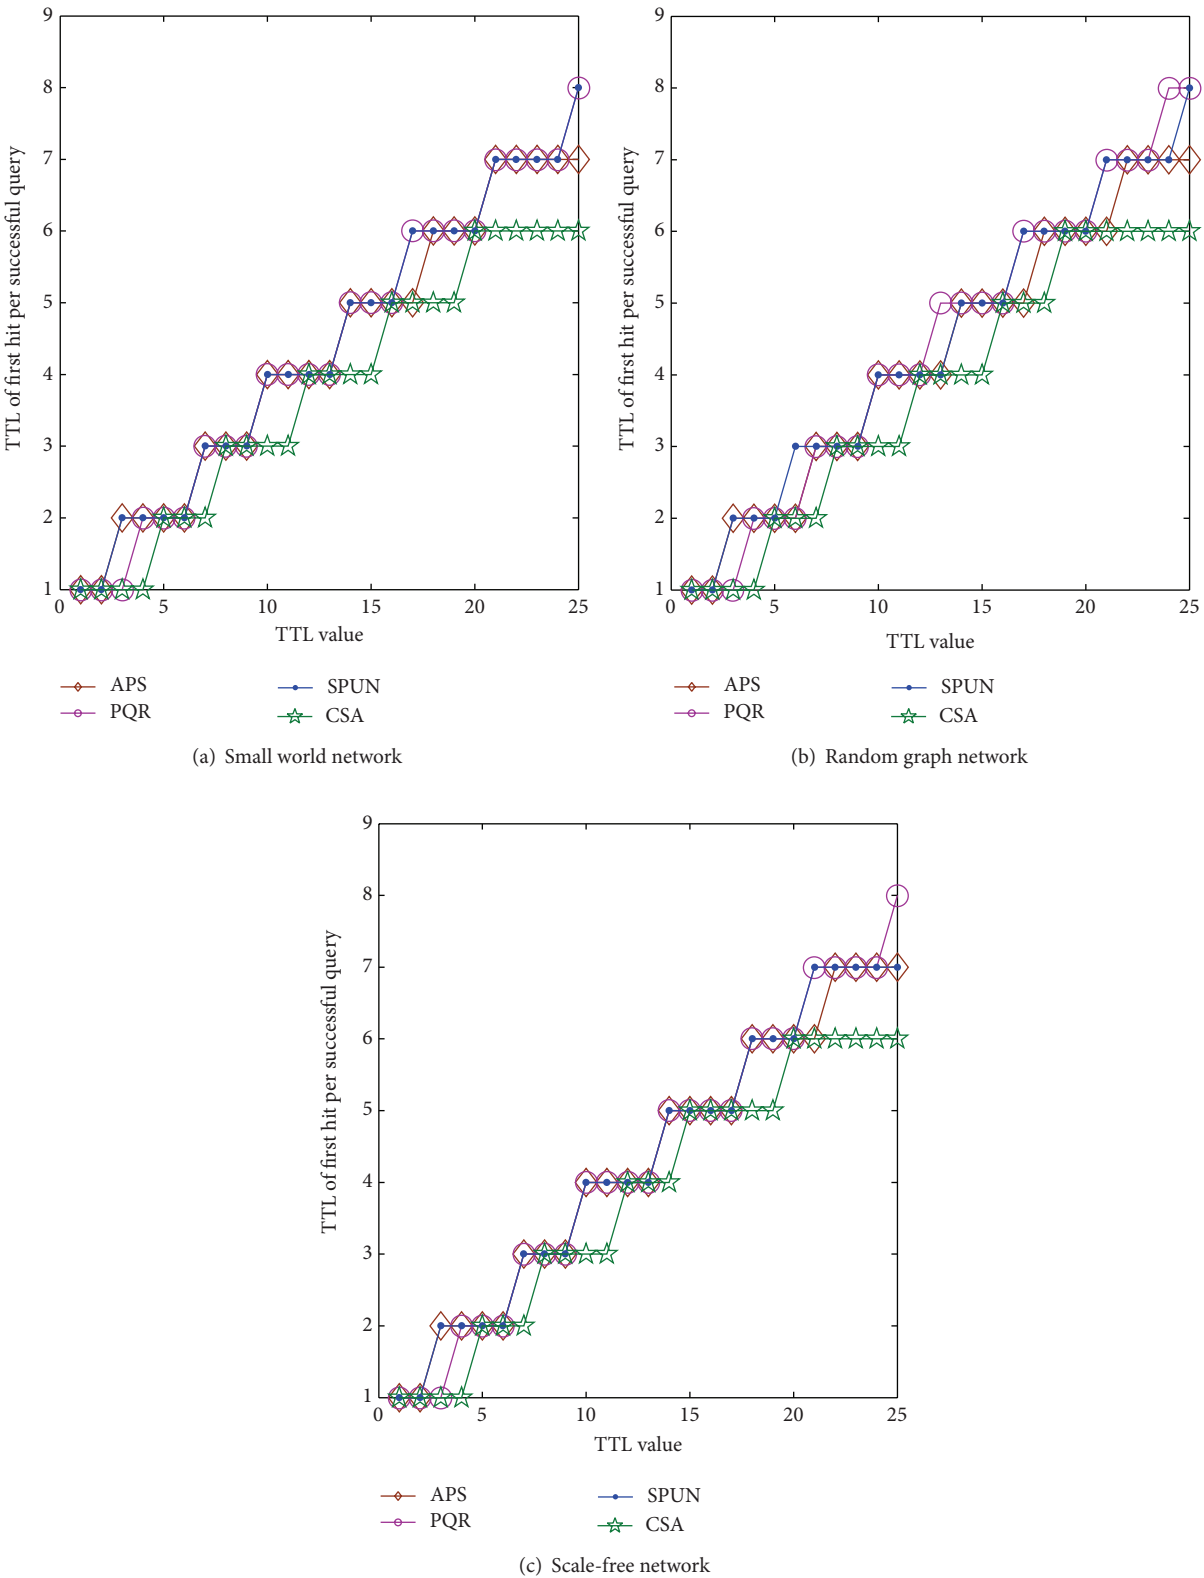 9
8
7
6
5
4
3
2
1
TTL of first hit per successful query
0 5 10 15 20 25
TTL value
APS SPUN
PQR CSA
(a) Small world network
9
8
7
6
5
4
3
2
1
TTL of first hit per successful query
0 5 10 15 20 25
TTL value
APS SPUN
PQR CSA
(b) Random graph network
9
8
7
6
5
4
3
2
1
TTL of first hit per successful query
0 5 10 15 20 25
TTL value
APS SPUN
PQR CSA
(c) Scale-free network